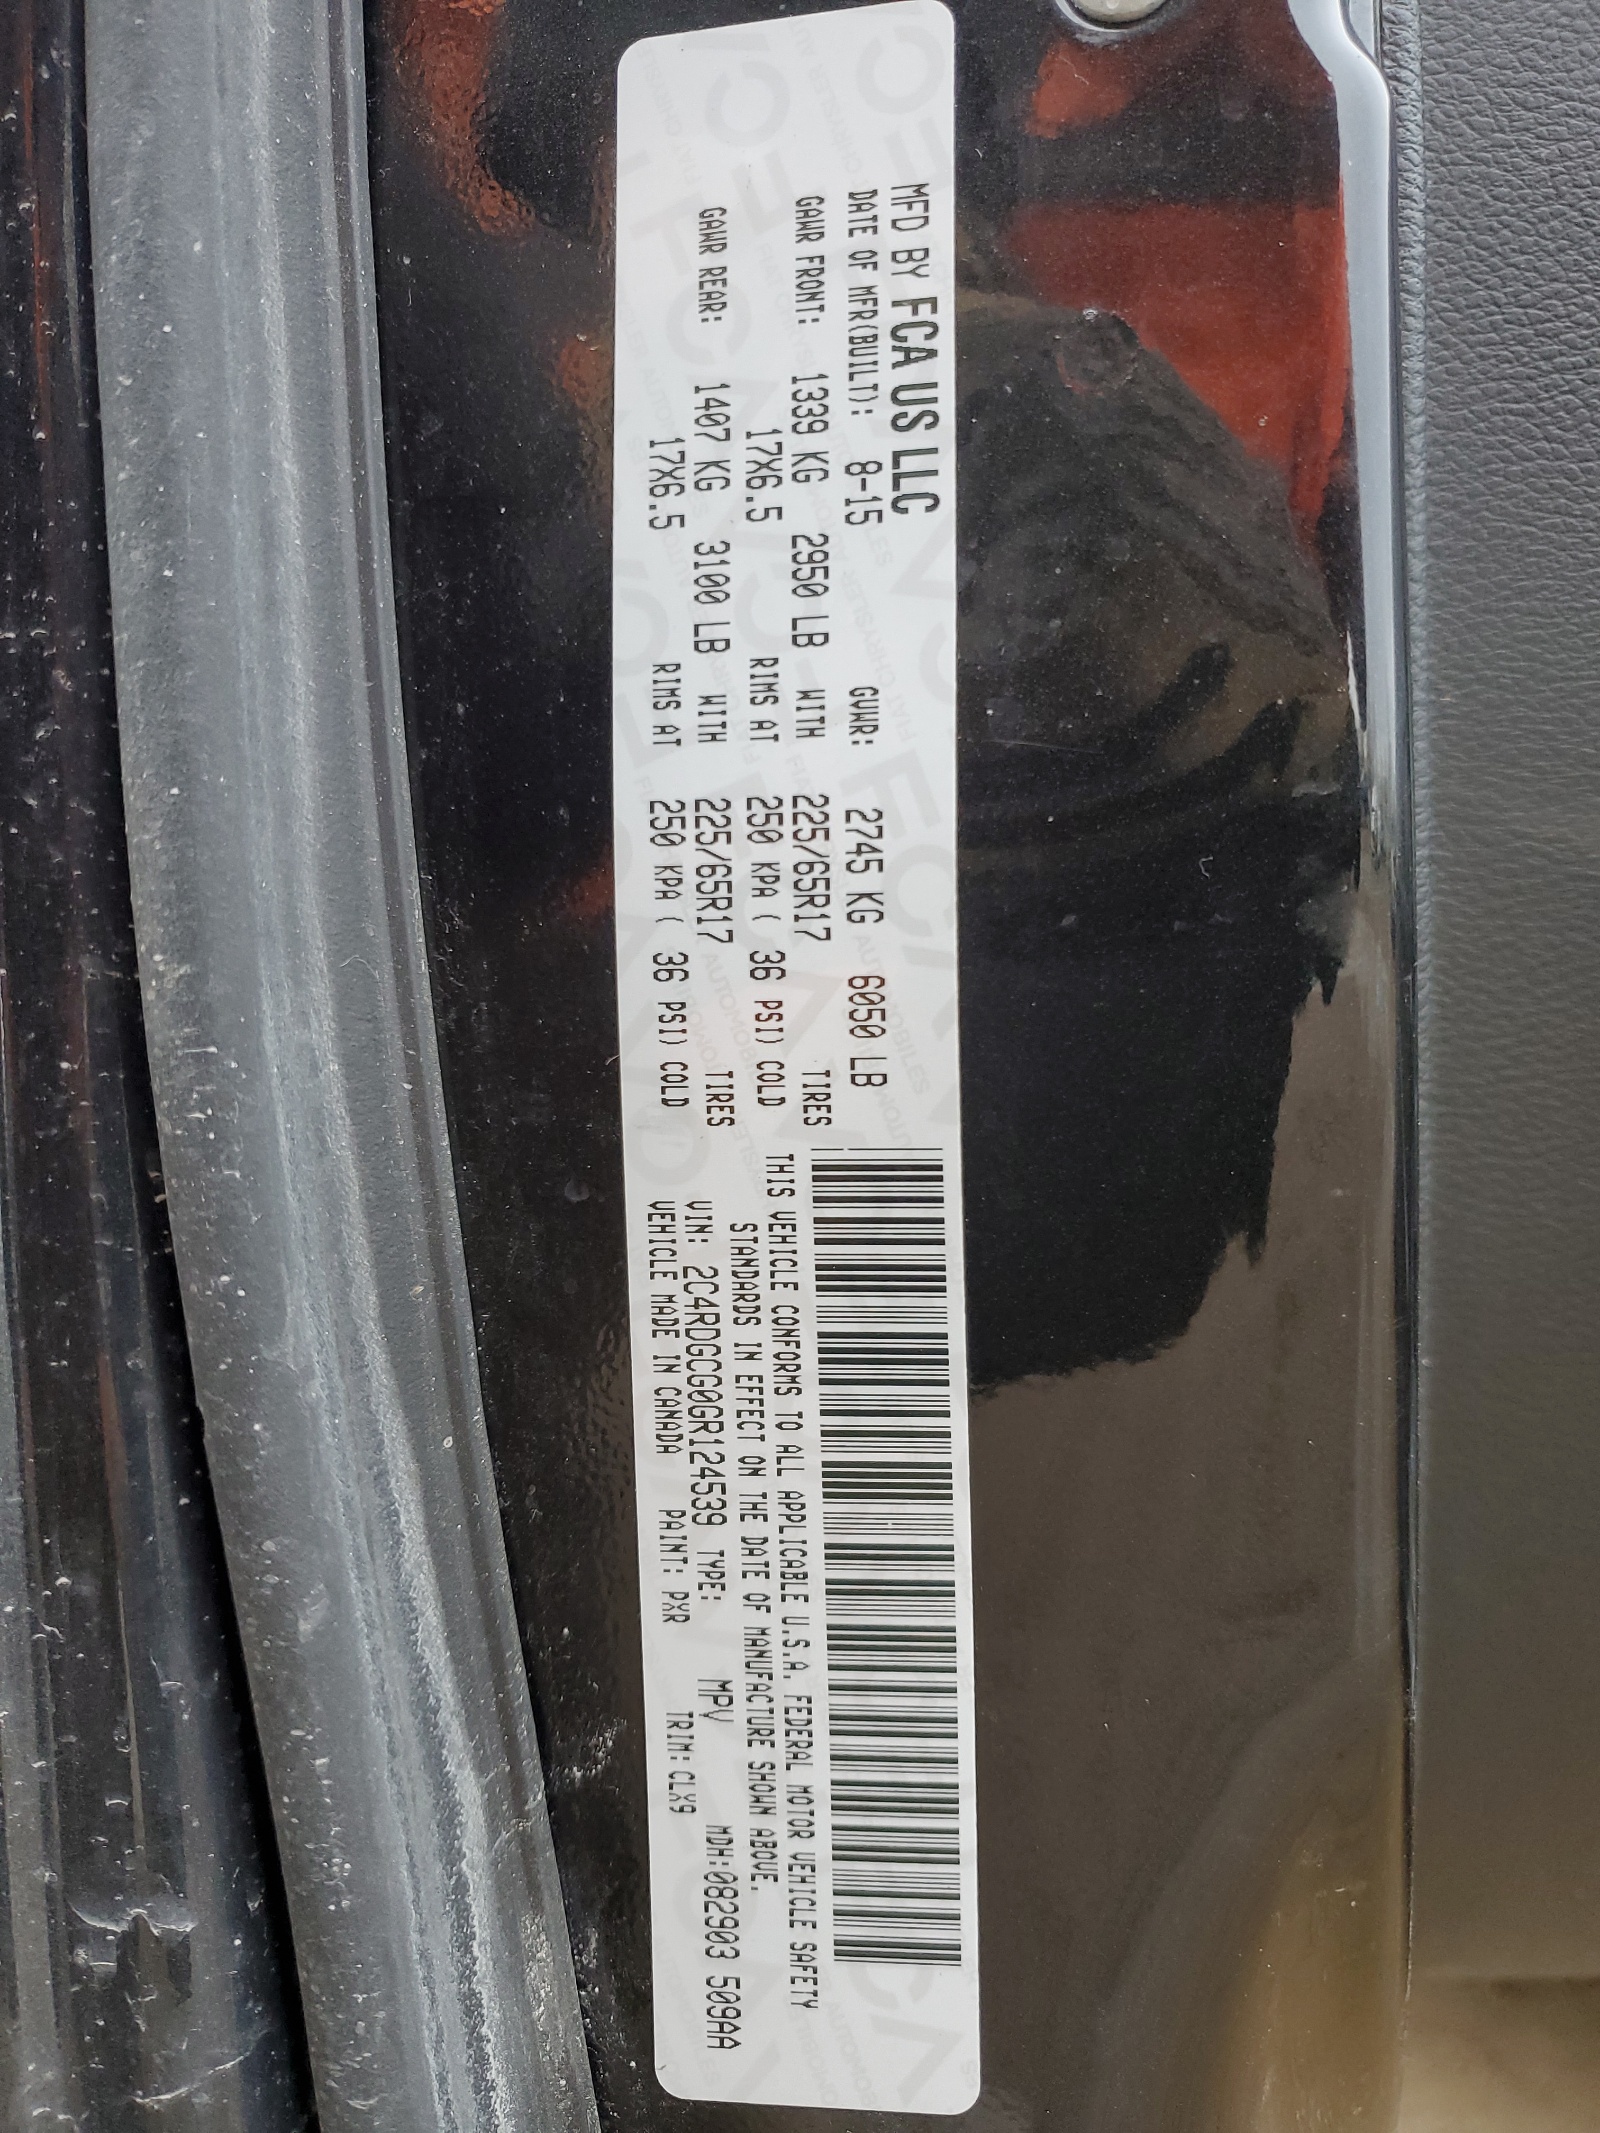 MFD BY FCA US LLC
DATE OF MFR(BUILT): 8-15 GVWR: 2745 KG 6050 LB
GAWR FRONT: 1339 KG 2950 LB WITH 225/65R17 TIRES
17X6.5 RIMS AT 250 KPA ( 36 PSI) COLD
GAWR REAR: 1407 KG 3100 LB WITH 225/65R17 TIRES
17X6.5 RIMS AT 250 KPA ( 36 PSI) COLD
THIS VEHICLE CONFORMS TO ALL APPLICABLE U.S.A. FEDERAL MOTOR VEHICLE SAFETY
STANDARDS IN EFFECT ON THE DATE OF MANUFACTURE SHOWN ABOVE.
VIN: 2C4RDGCG0GR124539 TYPE: MPV MDH:082903 509AA
VEHICLE MADE IN CANADA PAINT: PXR TRIM:CLX9